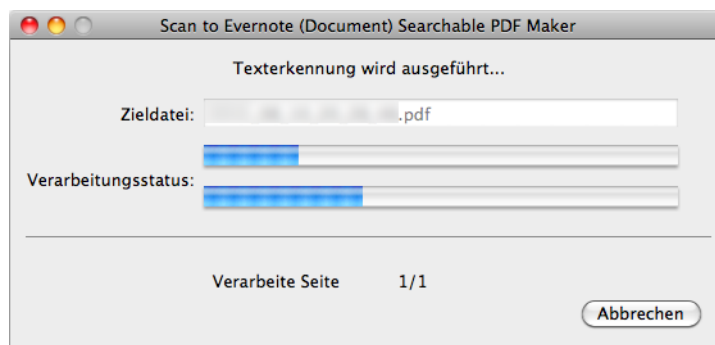 Scan to Evernote (Document) Searchable PDF Maker
Texterkennung wird ausgeführt...
Zieldatei: .pdf
Verarbeitungsstatus:
Verarbeite Seite 1/1
Abbrechen